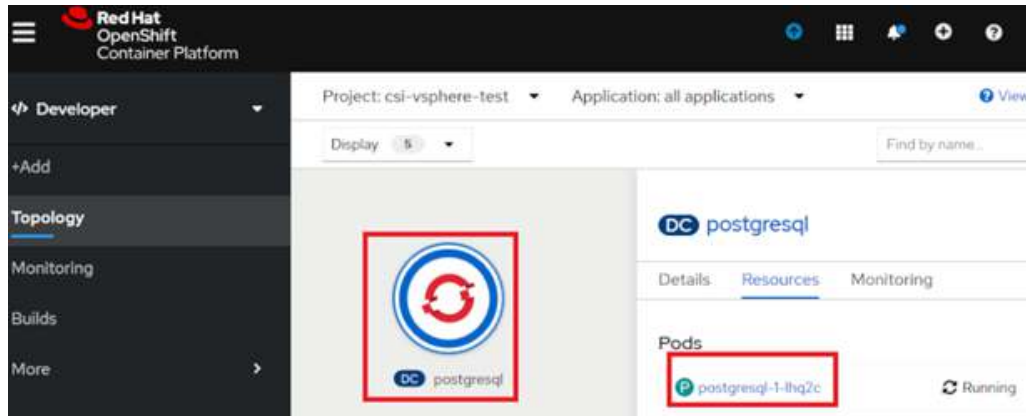 Red Hat
OpenShift
Container Platform
Developer
Project: csi-vsphere-test
Application: all applications
View
Display 5
Find by name...
+Add
Topology
Monitoring
Builds
More
DC postgresql
DC postgresql
Details Resources Monitoring
Pods
P postgresql-1-lhq2c
Running